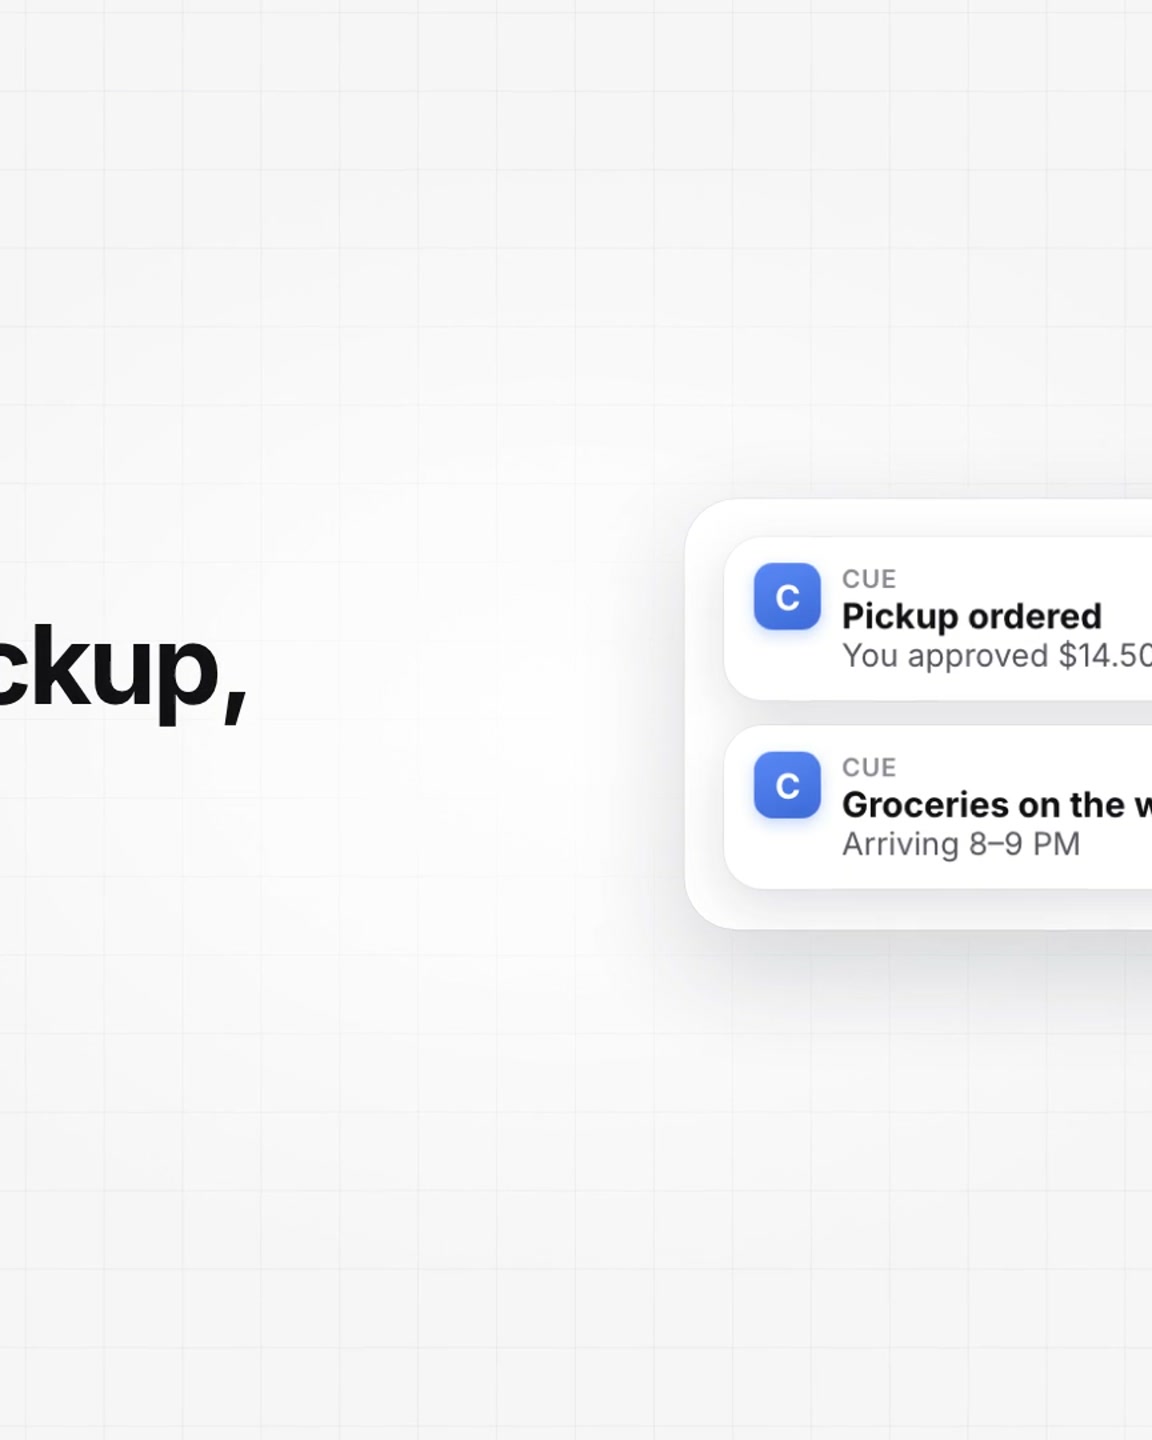 ckup,
C
CUE
Pickup ordered
You approved $14.50
C
CUE
Groceries on the w
Arriving 8–9 PM